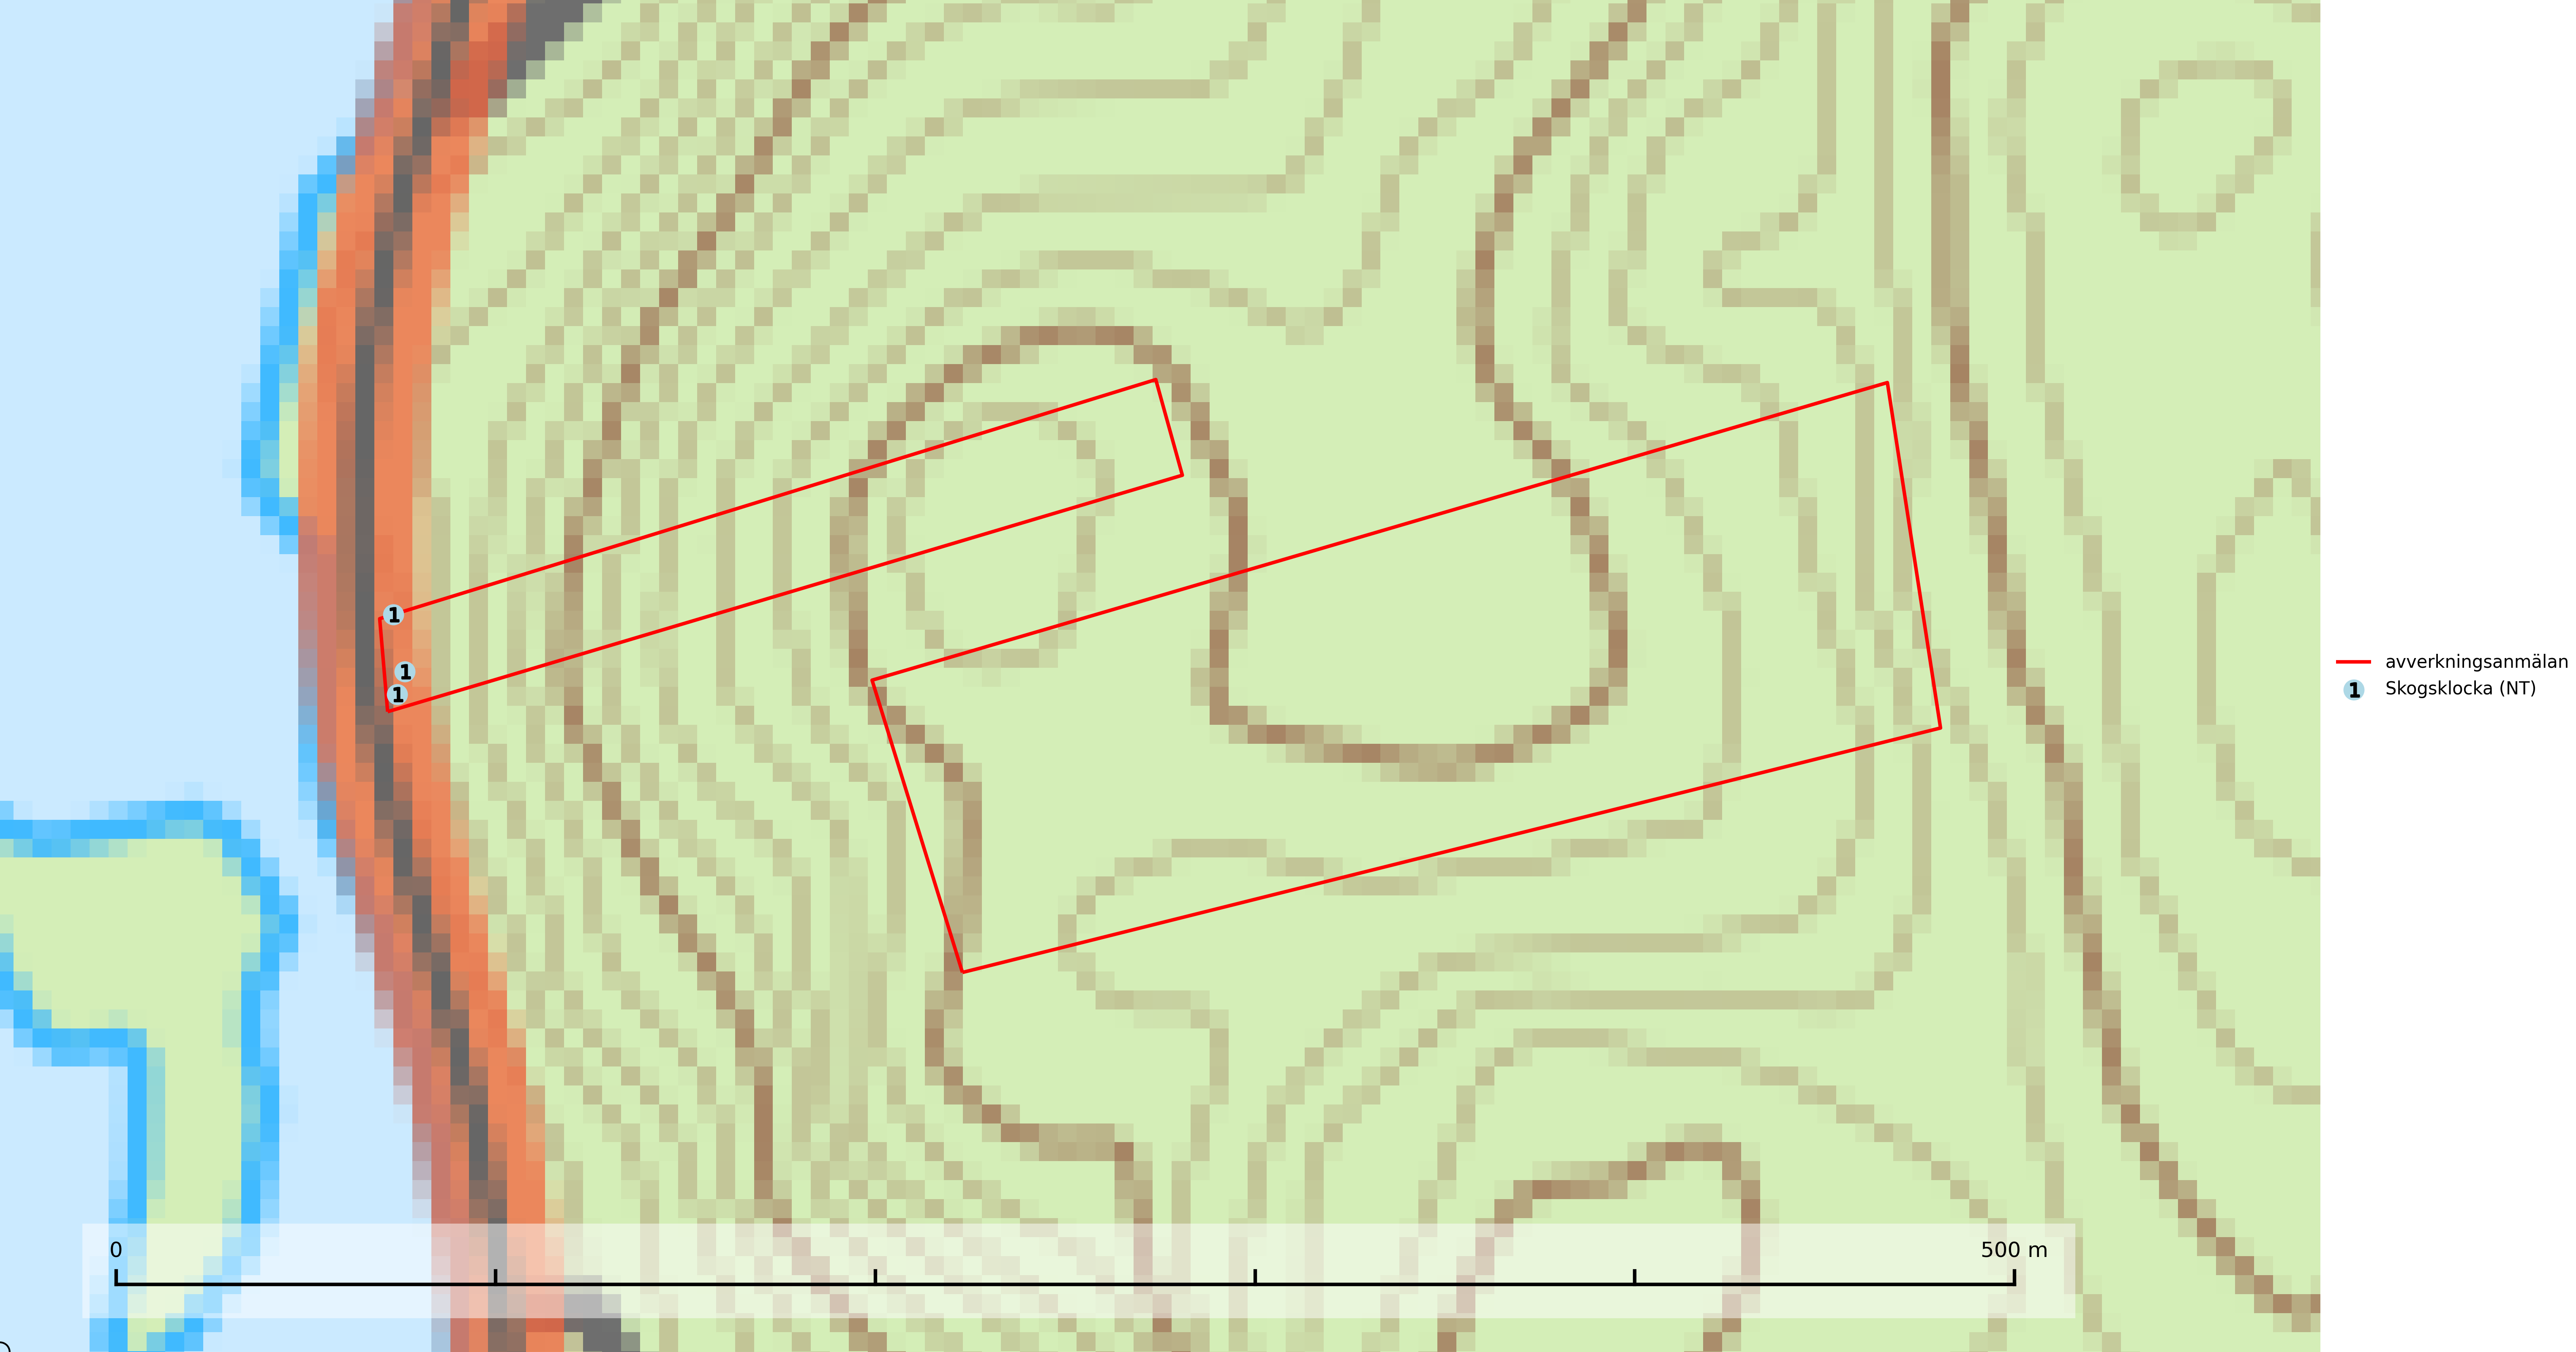 1
1
1
avverkningsanmälan
1 Skogsklocka (NT)
0 500 m